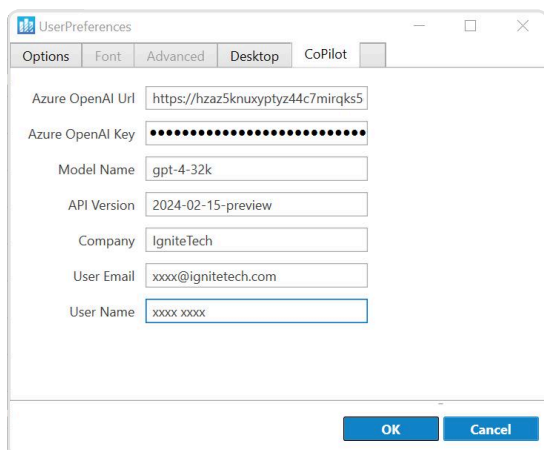 UserPreferences
Options Font Advanced Desktop CoPilot
Azure OpenAI Url https://hzaz5knuxyptyz44c7mirqks5
Azure OpenAI Key ●●●●●●●●●●●●●●●●●●●●●●●●●●●
Model Name gpt-4-32k
API Version 2024-02-15-preview
Company IgniteTech
User Email xxxx@ignitetech.com
User Name xxxx xxxx
OK Cancel